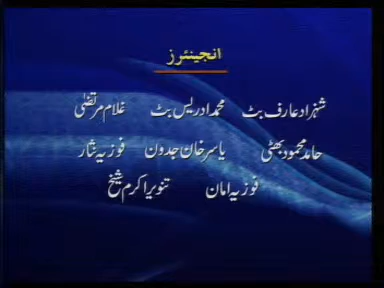 انجینئرز
شہزاد عارف بٹ محمد ادریس بٹ غلام مرتضیٰ
حامد محمود بھٹی یاسر خان جدون فوزیہ نثار
فوزیہ امان تنویر اکرم شیخ